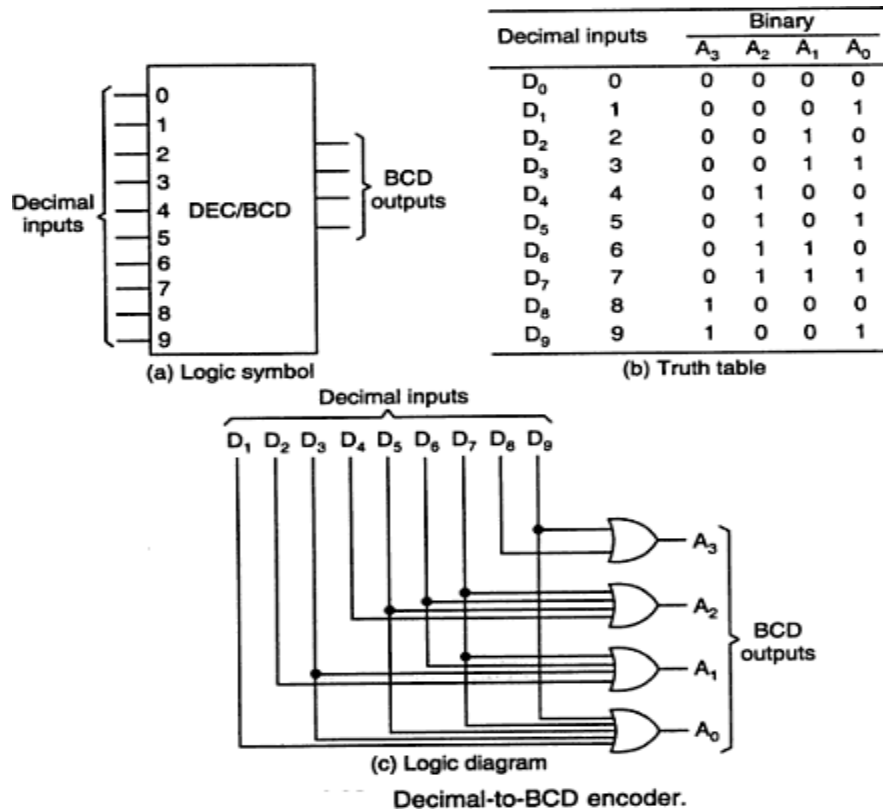 0
1
2
3
4
5
6
7
8
9
Decimal
inputs
DEC/BCD
BCD
outputs
(a) Logic symbol
Decimal inputs Binary
A3 A2 A1 A0
D0 0 0 0 0 0
D1 1 0 0 0 1
D2 2 0 0 1 0
D3 3 0 0 1 1
D4 4 0 1 0 0
D5 5 0 1 0 1
D6 6 0 1 1 0
D7 7 0 1 1 1
D8 8 1 0 0 0
D9 9 1 0 0 1
(b) Truth table
Decimal inputs
D1 D2 D3 D4 D5 D6 D7 D8 D9
A3
A2
A1
A0
BCD
outputs
(c) Logic diagram
Decimal-to-BCD encoder.